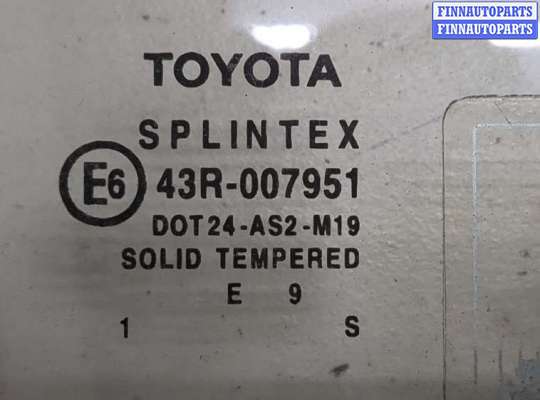 FINNAUTOPARTS
FINNAUTOPARTS
TOYOTA
SPLINTEX
E6 43R-007951
DOT24-AS2-M19
SOLID TEMPERED
E 9
1 S